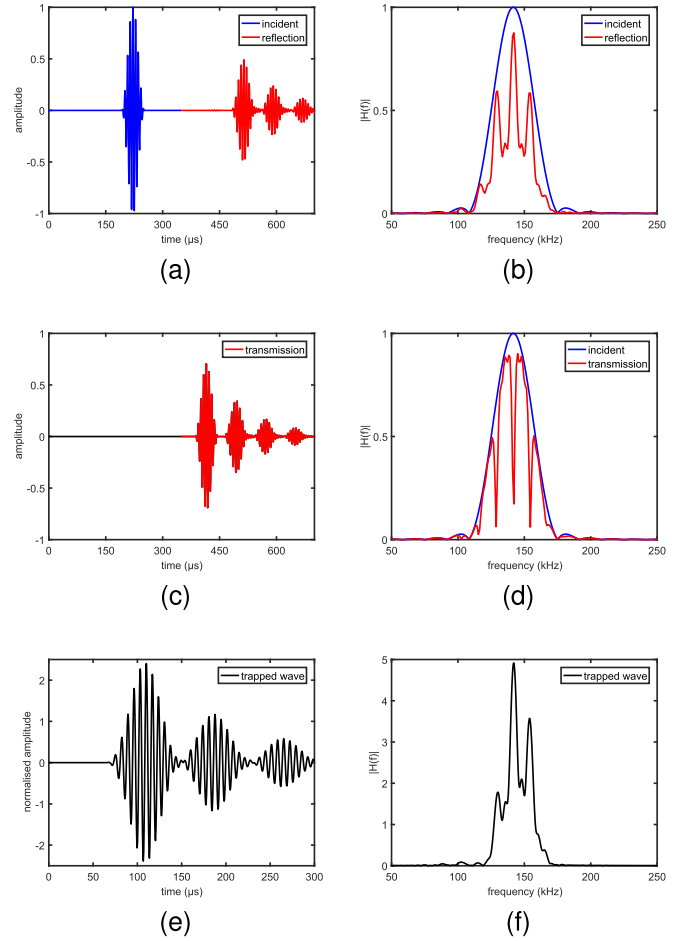 1
0.5
0
-0.5
-1
0 150 300 450 600
amplitude
time (µs)
incident
reflection
(a)
1
0.5
0
50 100 150 200 250
|H(f)|
frequency (kHz)
incident
reflection
(b)
1
0.5
0
-0.5
-1
0 150 300 450 600
amplitude
time (µs)
transmission
(c)
1
0.5
0
50 100 150 200 250
|H(f)|
frequency (kHz)
incident
transmission
(d)
2
1
0
-1
-2
0 50 100 150 200 250 300
normalised amplitude
time (µs)
trapped wave
(e)
5
4
3
2
1
0
50 100 150 200 250
|H(f)|
frequency (kHz)
trapped wave
(f)